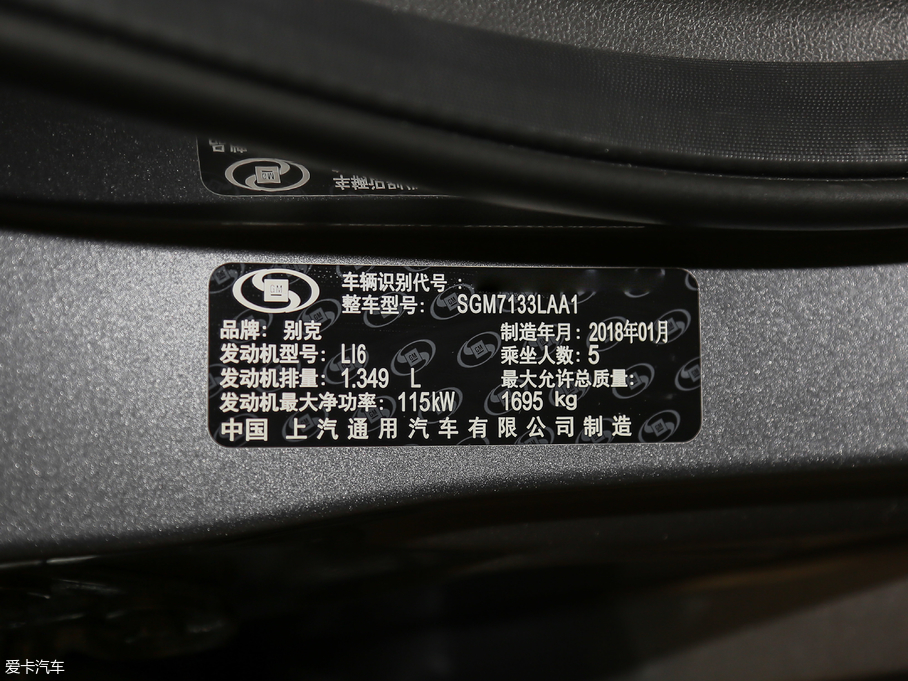 车辆识别代号：
整车型号： SGM7133LAA1
品牌： 别克 制造年月：2018年01月
发动机型号： LI6 乘坐人数：5
发动机排量： 1.349 L 最大允许总质量：
发动机最大净功率： 115kW 1695 kg
中国 上汽通用汽车有限公司制造
爱卡汽车